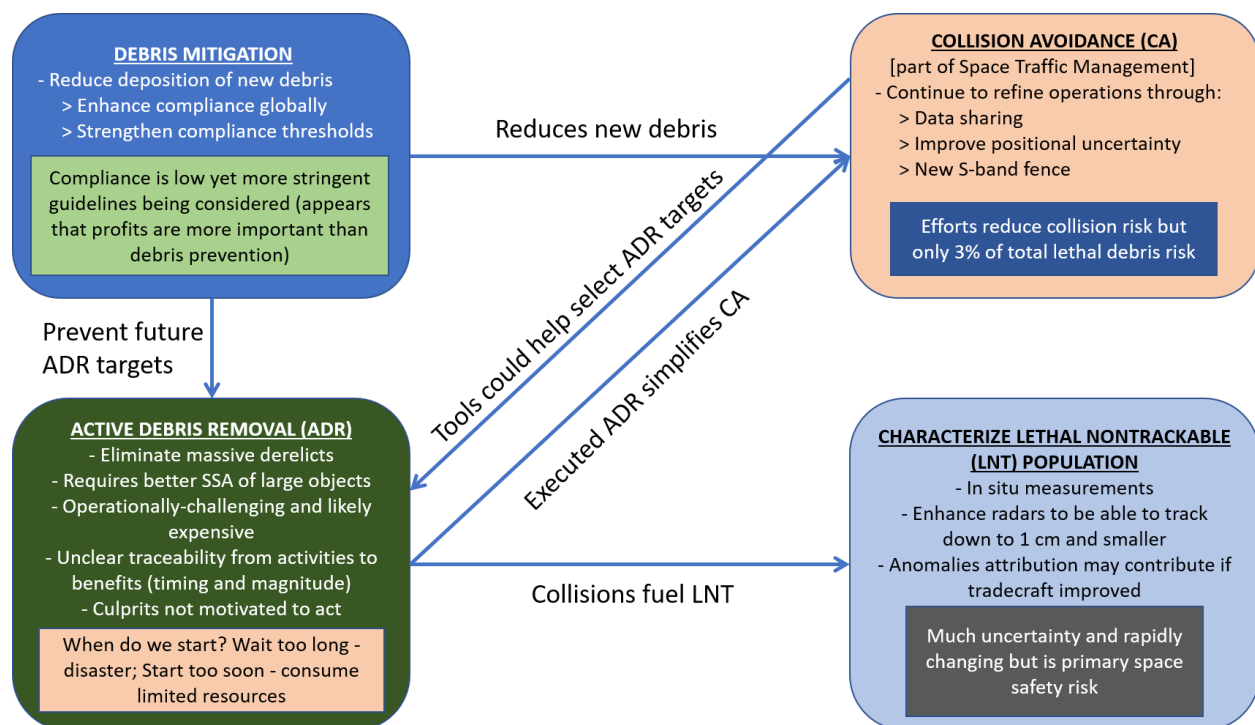 DEBRIS MITIGATION
- Reduce deposition of new debris
> Enhance compliance globally
> Strengthen compliance thresholds
Compliance is low yet more stringent
guidelines being considered (appears
that profits are more important than
debris prevention)
Reduces new debris
COLLISION AVOIDANCE (CA)
[part of Space Traffic Management]
- Continue to refine operations through:
> Data sharing
> Improve positional uncertainty
> New S-band fence
Efforts reduce collision risk but
only 3% of total lethal debris risk
Prevent future
ADR targets
Tools could help select ADR targets
Executed ADR simplifies CA
ACTIVE DEBRIS REMOVAL (ADR)
- Eliminate massive derelicts
- Requires better SSA of large objects
- Operationally-challenging and likely
expensive
- Unclear traceability from activities to
benefits (timing and magnitude)
- Culprits not motivated to act
When do we start? Wait too long -
disaster; Start too soon - consume
limited resources
Collisions fuel LNT
CHARACTERIZE LETHAL NONTRACKABLE
(LNT) POPULATION
- In situ measurements
- Enhance radars to be able to track
down to 1 cm and smaller
- Anomalies attribution may contribute if
tradecraft improved
Much uncertainty and rapidly
changing but is primary space
safety risk